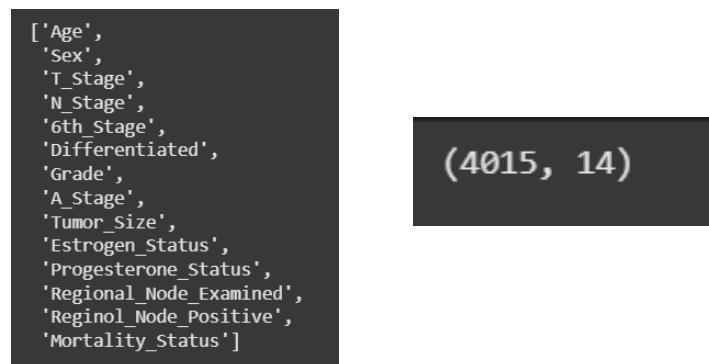 ['Age',
'Sex',
'T_Stage',
'N_Stage',
'6th_Stage',
'Differentiated',
'Grade',
'A_Stage',
'Tumor_Size',
'Estrogen_Status',
'Progesterone_Status',
'Regional_Node_Examined',
'Reginol_Node_Positive',
'Mortality_Status']
(4015, 14)